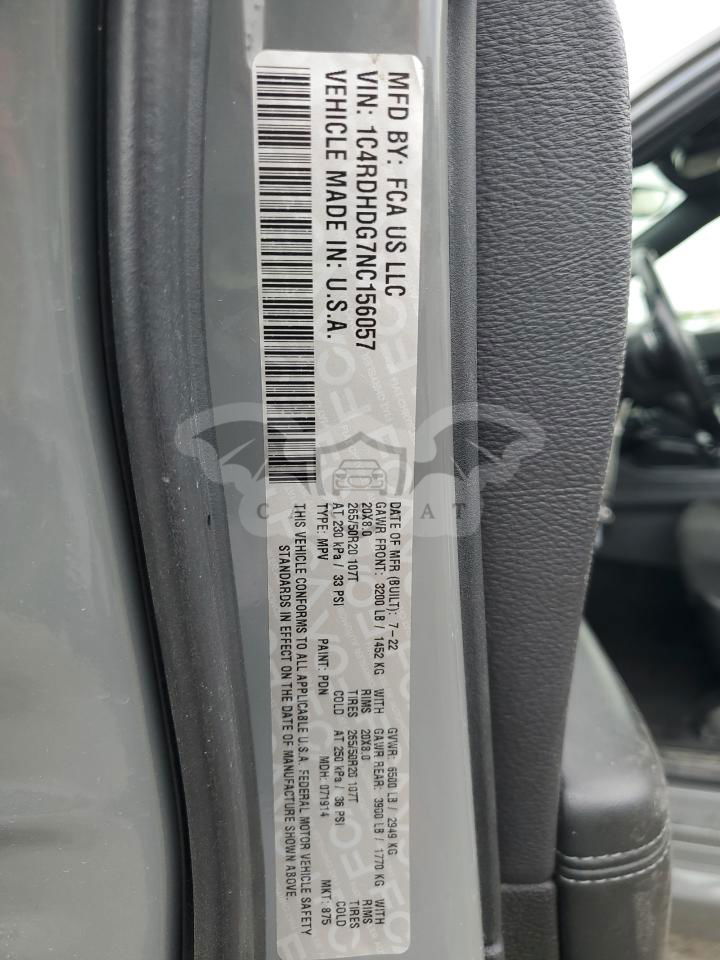 MFD BY: FCA US LLC
VIN: 1C4RDHDG7NC156057
VEHICLE MADE IN: U.S.A.
DATE OF MFR (BUILT): 7-22 GVWR: 6500 LB / 2949 KG
GAWR FRONT: 3200 LB / 1452 KG WITH GAWR REAR: 3900 LB / 1770 KG WITH
20X8.0 RIMS 20X8.0 RIMS
265/50R20 107T TIRES 265/50R20 107T TIRES
AT 230 kPa / 33 PSI COLD AT 250 kPa / 36 PSI COLD
TYPE: MPV PAINT: PDN MDH: 071914 MKT: 875
THIS VEHICLE CONFORMS TO ALL APPLICABLE U.S.A. FEDERAL MOTOR VEHICLE SAFETY
STANDARDS IN EFFECT ON THE DATE OF MANUFACTURE SHOWN ABOVE.